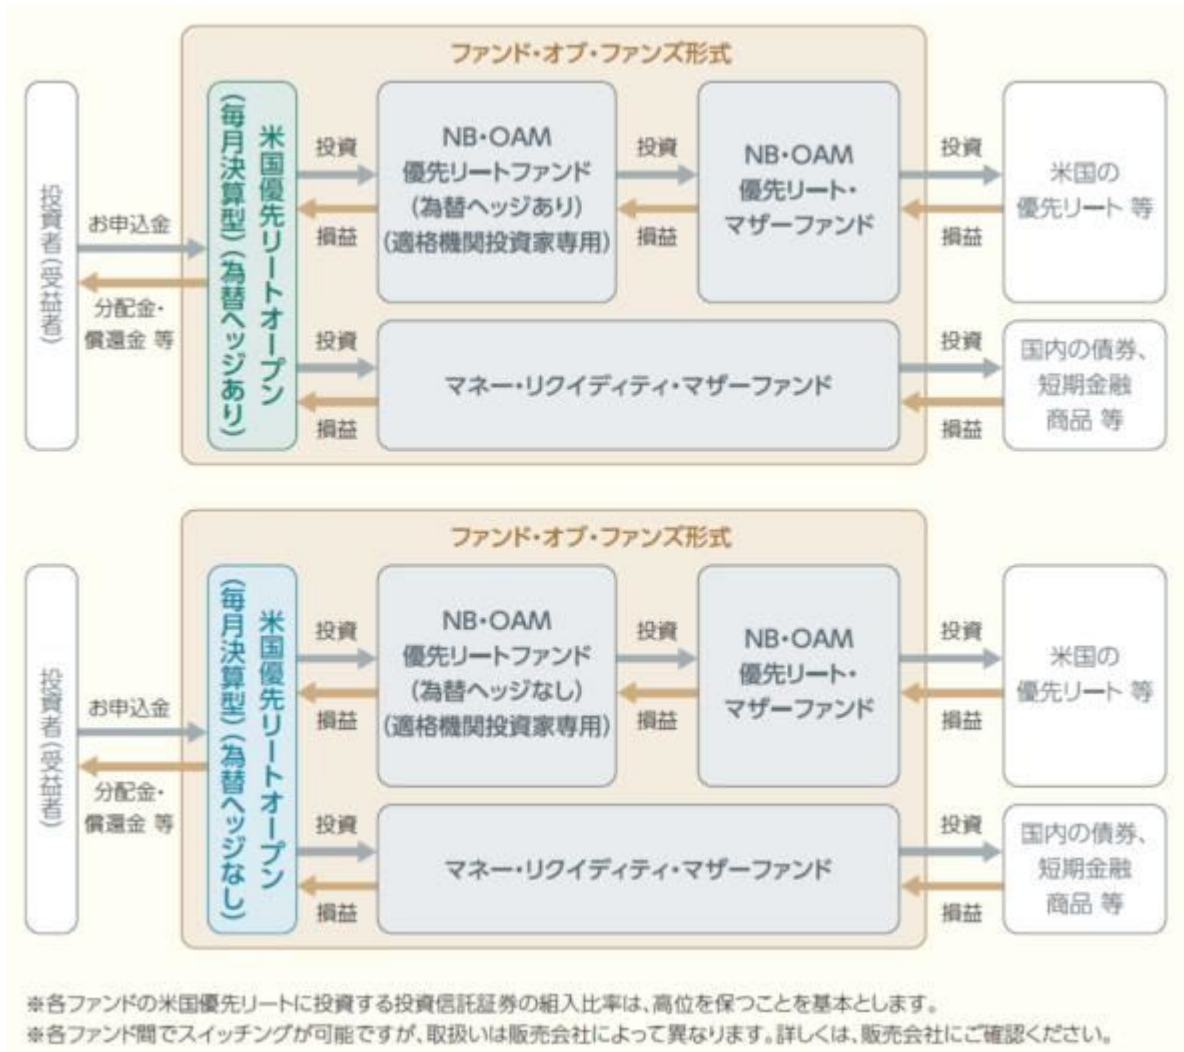 ファンド・オブ・ファンズ形式
投資者(受益者)
お申込金
分配金・
償還金 等
米国優先リートオープン
(毎月決算型)(為替ヘッジあり)
投資
損益
NB・OAM
優先リートファンド
(為替ヘッジあり)
(適格機関投資家専用)
投資
損益
NB・OAM
優先リート・
マザーファンド
投資
損益
米国の
優先リート 等
投資
損益
マネー・リクイディティ・マザーファンド
投資
損益
国内の債券、
短期金融
商品 等
ファンド・オブ・ファンズ形式
投資者(受益者)
お申込金
分配金・
償還金 等
米国優先リートオープン
(毎月決算型)(為替ヘッジなし)
投資
損益
NB・OAM
優先リートファンド
(為替ヘッジなし)
(適格機関投資家専用)
投資
損益
NB・OAM
優先リート・
マザーファンド
投資
損益
米国の
優先リート 等
投資
損益
マネー・リクイディティ・マザーファンド
投資
損益
国内の債券、
短期金融
商品 等
※各ファンドの米国優先リートに投資する投資信託証券の組入比率は、高位を保つことを基本とします。
※各ファンド間でスイッチングが可能ですが、取扱いは販売会社によって異なります。詳しくは、販売会社にご確認ください。